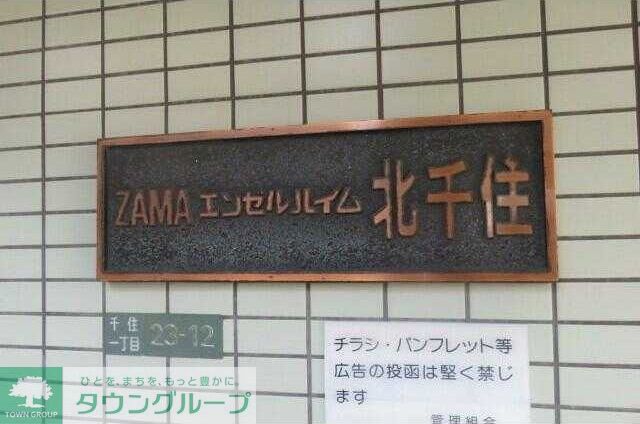 ZAMA エンゼルハイム 北千住
千住
一丁目 23-12
チラシ・パンフレット等
広告の投函は堅く禁じ
ます
管理組合
TOWN GROUP
ひとを、まちを、もっと豊かに。
タウングループ